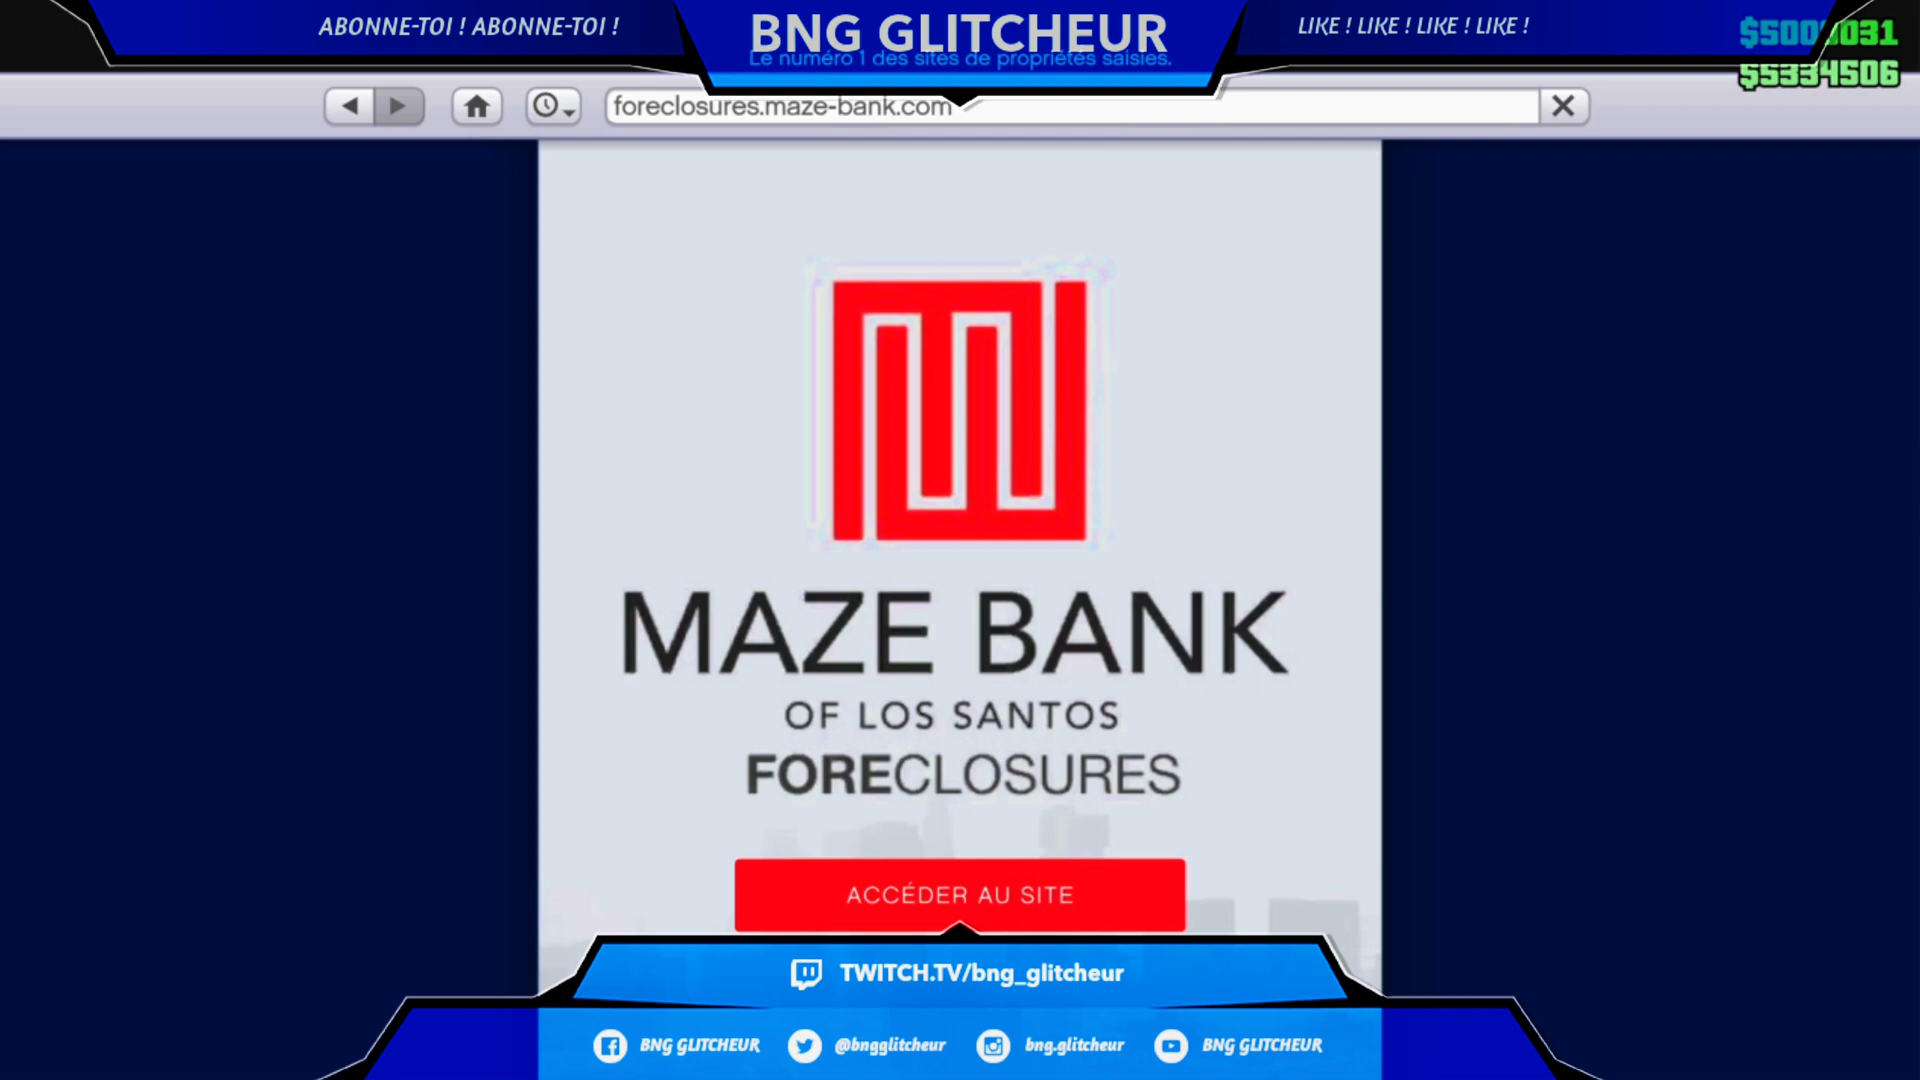 ABONNE-TOI ! ABONNE-TOI !
BNG GLITCHEUR
LIKE ! LIKE ! LIKE ! LIKE !
Le numéro 1 des sites de propriétés saisies.
$5334506
foreclosures.maze-bank.com
MAZE BANK
OF LOS SANTOS
FORECLOSURES
ACCÉDER AU SITE
TWITCH.TV/bng_glitcheur
BNG GLITCHEUR @bngglitcheur bng.glitcheur BNG GLITCHEUR